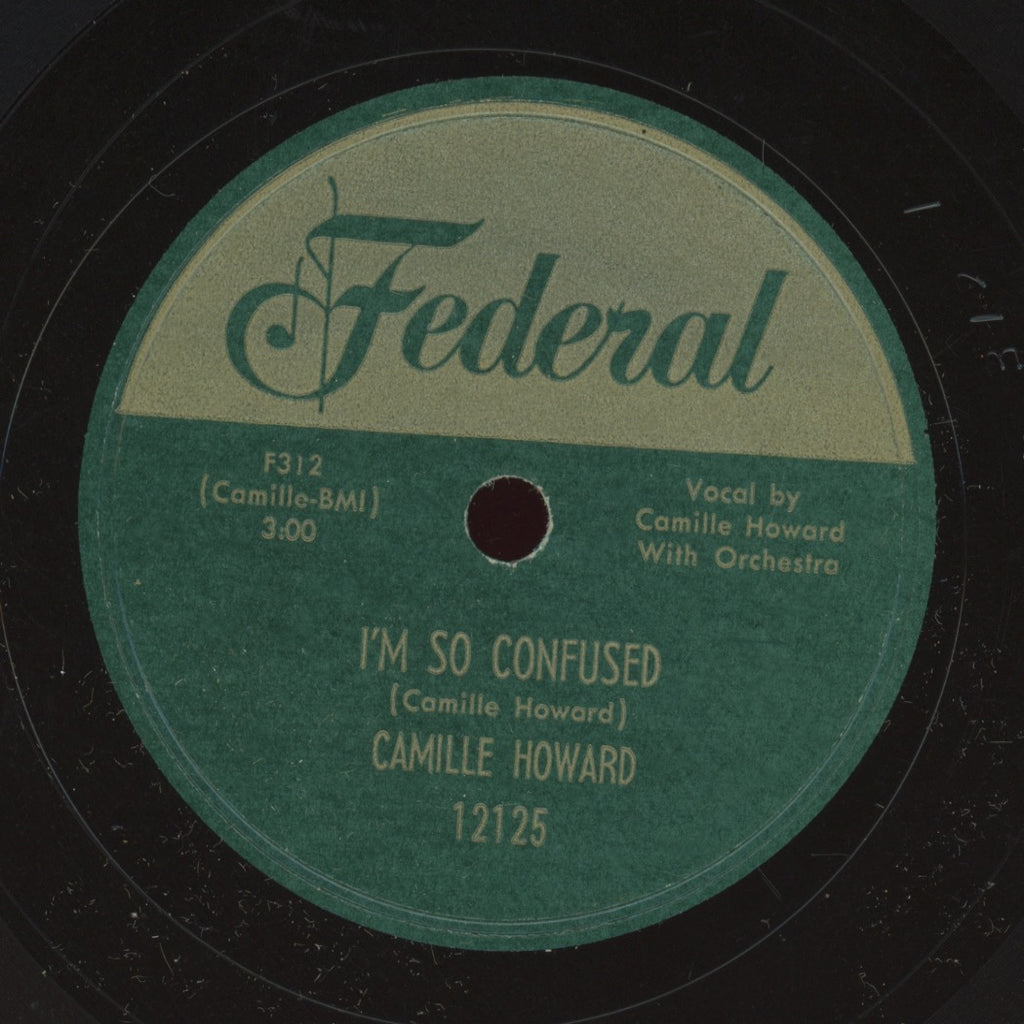 Federal
F312
(Camille-BMI)
3:00
Vocal by
Camille Howard
With Orchestra
I'M SO CONFUSED
(Camille Howard)
CAMILLE HOWARD
12125